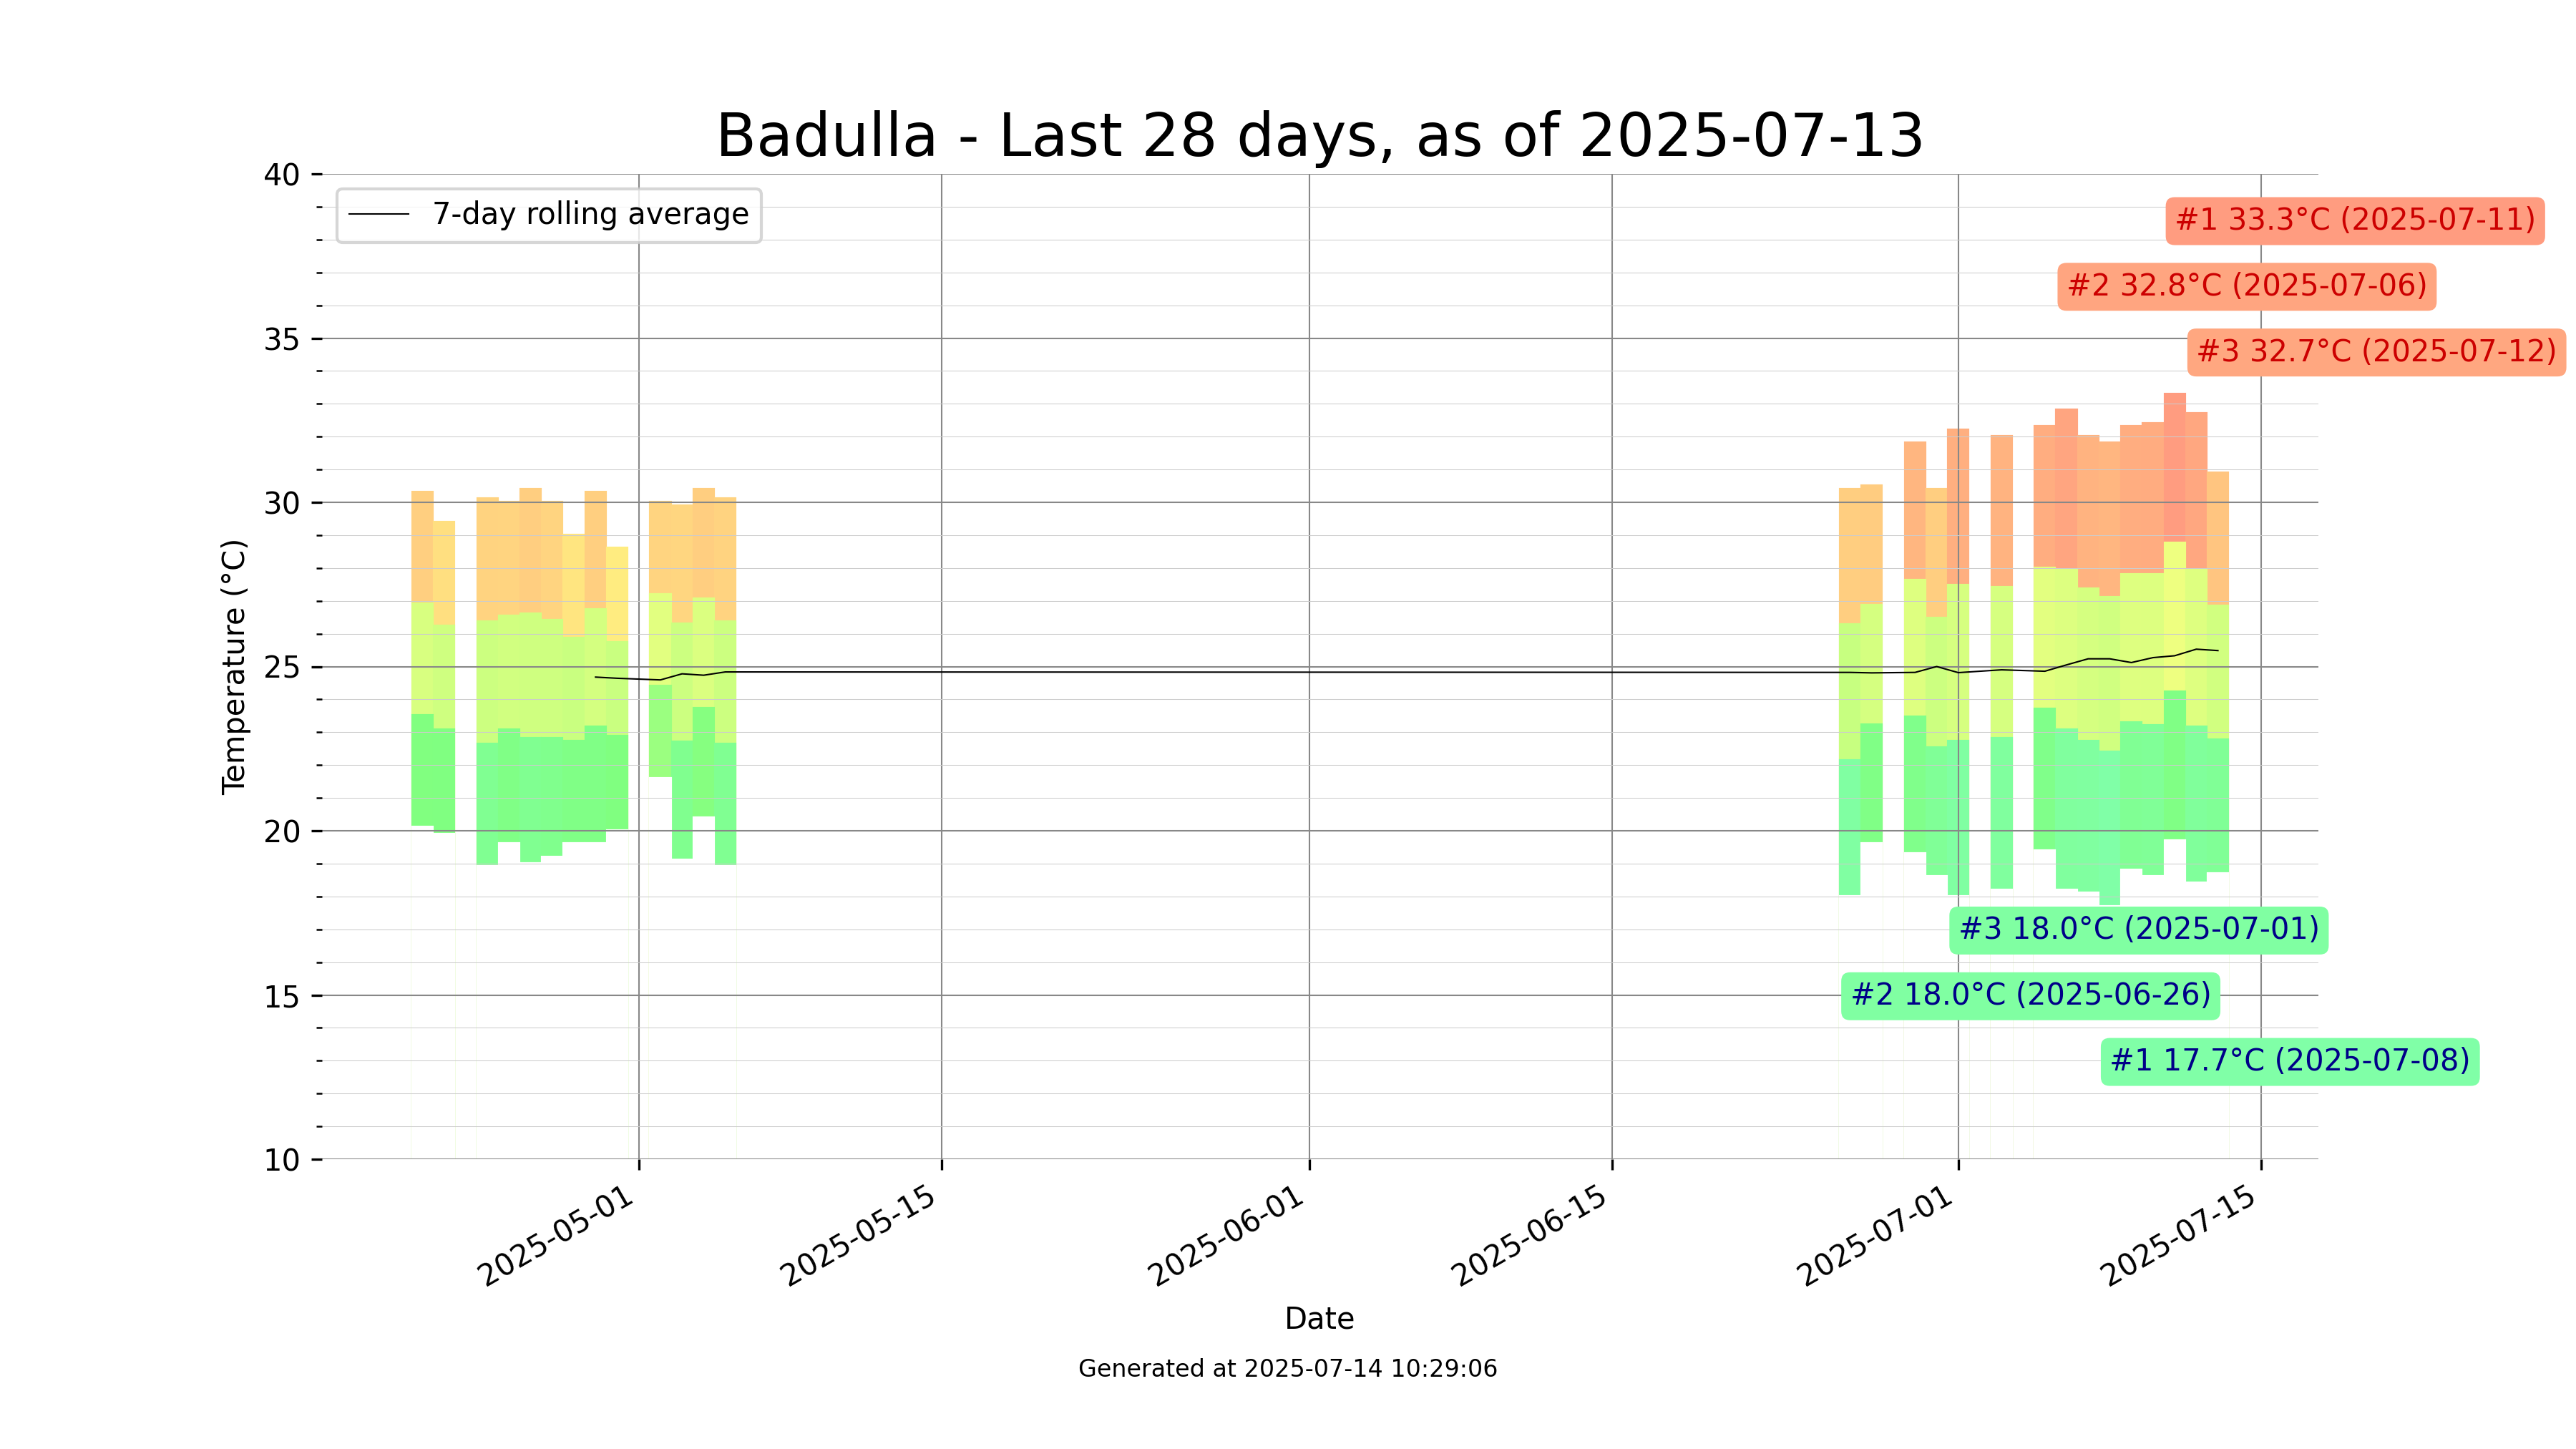 Badulla - Last 28 days, as of 2025-07-13
40
7-day rolling average
#1 33.3°C (2025-07-11)
#2 32.8°C (2025-07-06)
35
#3 32.7°C (2025-07-12)
30
25
Temperature (°C)
20
#3 18.0°C (2025-07-01)
15
#2 18.0°C (2025-06-26)
#1 17.7°C (2025-07-08)
10
2025-05-01
2025-05-15
2025-06-01
2025-06-15
2025-07-01
2025-07-15
Date
Generated at 2025-07-14 10:29:06